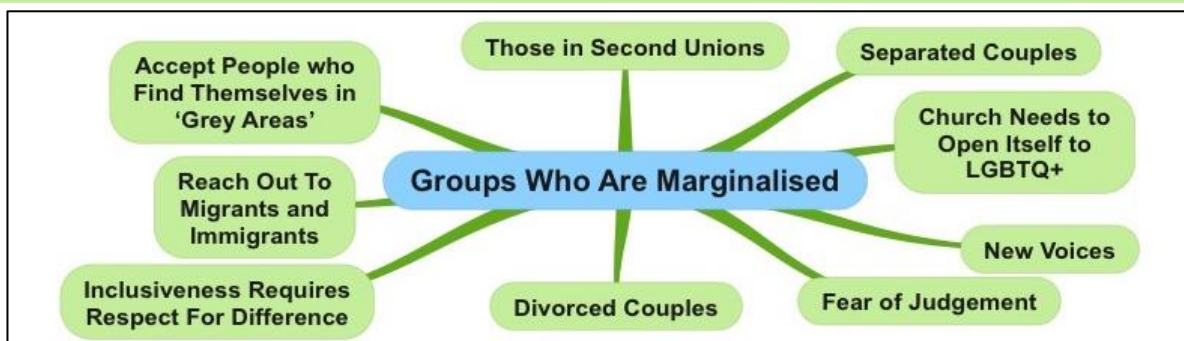 Those in Second Unions
Separated Couples
Accept People who
Find Themselves in
‘Grey Areas’
Church Needs to
Open Itself to
LGBTQ+
Groups Who Are Marginalised
Reach Out To
Migrants and
Immigrants
New Voices
Inclusiveness Requires
Respect For Difference
Divorced Couples
Fear of Judgement